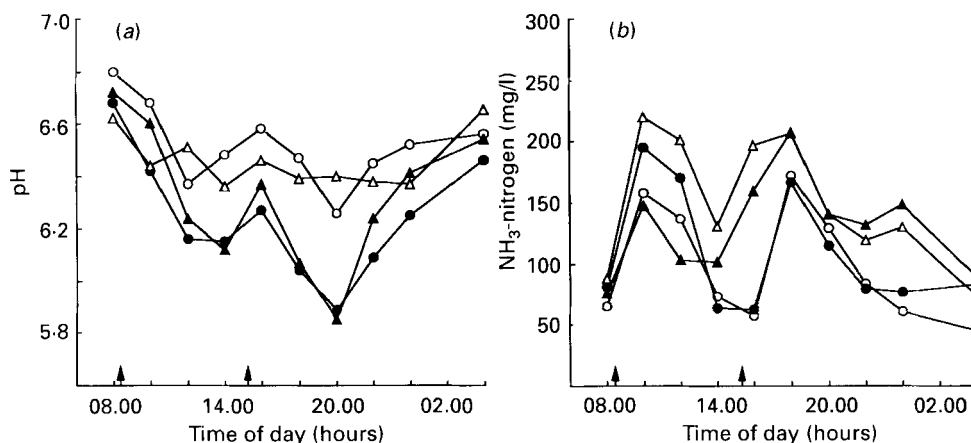 (a)
7·0
6.6
6.2
5·8
pH
08.00 14.00 20.00 02.00
Time of day (hours)
(b)
300
250
200
150
100
50
NH₃-nitrogen (mg/l)
08.00 14.00 20.00 02.00
Time of day (hours)